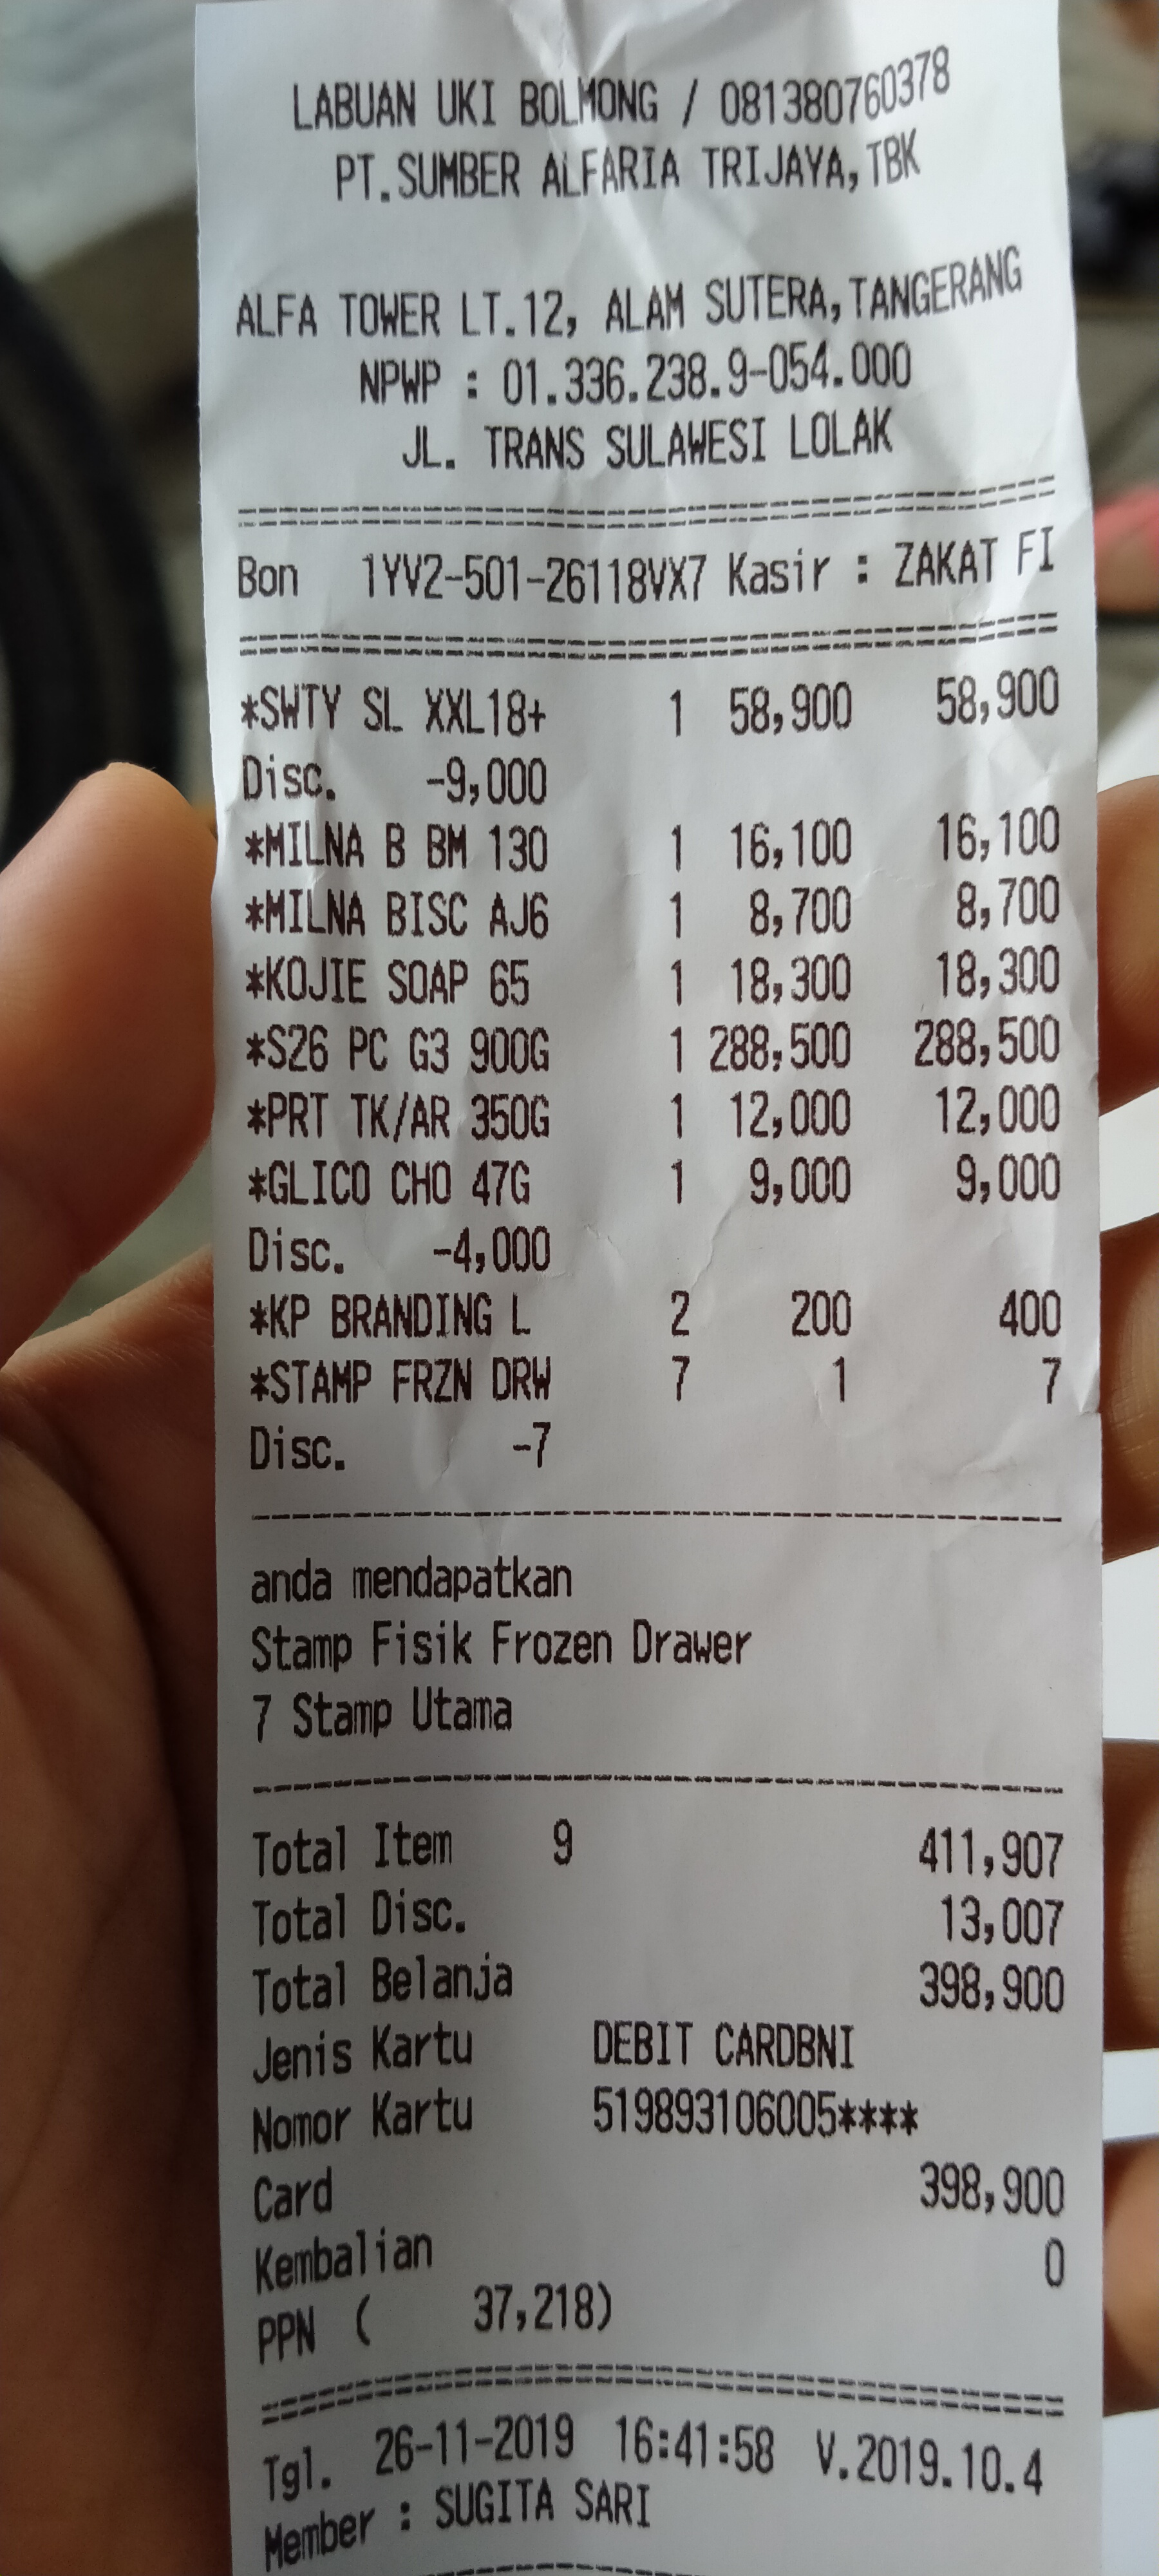 LABUAN UKI BOLMONG / 081380760378
PT.SUMBER ALFARIA TRIJAYA,TBK
ALFA TOWER LT.12, ALAM SUTERA,TANGERANG
NPWP : 01.336.238.9-054.000
JL. TRANS SULAWESI LOLAK
Bon 1YV2-501-26118VX7 Kasir : ZAKAT FI
*SWTY SL XXL18+ 1 58,900 58,900
Disc. -9,000
*MILNA B BM 130 1 16,100 16,100
*MILNA BISC AJ6 1 8,700 8,700
*KOJIE SOAP 65 1 18,300 18,300
*S26 PC G3 900G 1 288,500 288,500
*PRT TK/AR 350G 1 12,000 12,000
*GLICO CHO 47G 1 9,000 9,000
Disc. -4,000
*KP BRANDING L 2 200 400
*STAMP FRZN DRW 7 1 7
Disc. -7
anda mendapatkan
Stamp Fisik Frozen Drawer
7 Stamp Utama
Total Item 9 411,907
Total Disc. 13,007
Total Belanja 398,900
Jenis Kartu DEBIT CARDBNI
Nomor Kartu 519893106005****
Card 398,900
Kembalian 0
PPN ( 37,218)
Tgl. 26-11-2019 16:41:58 V.2019.10.4
Member : SUGITA SARI